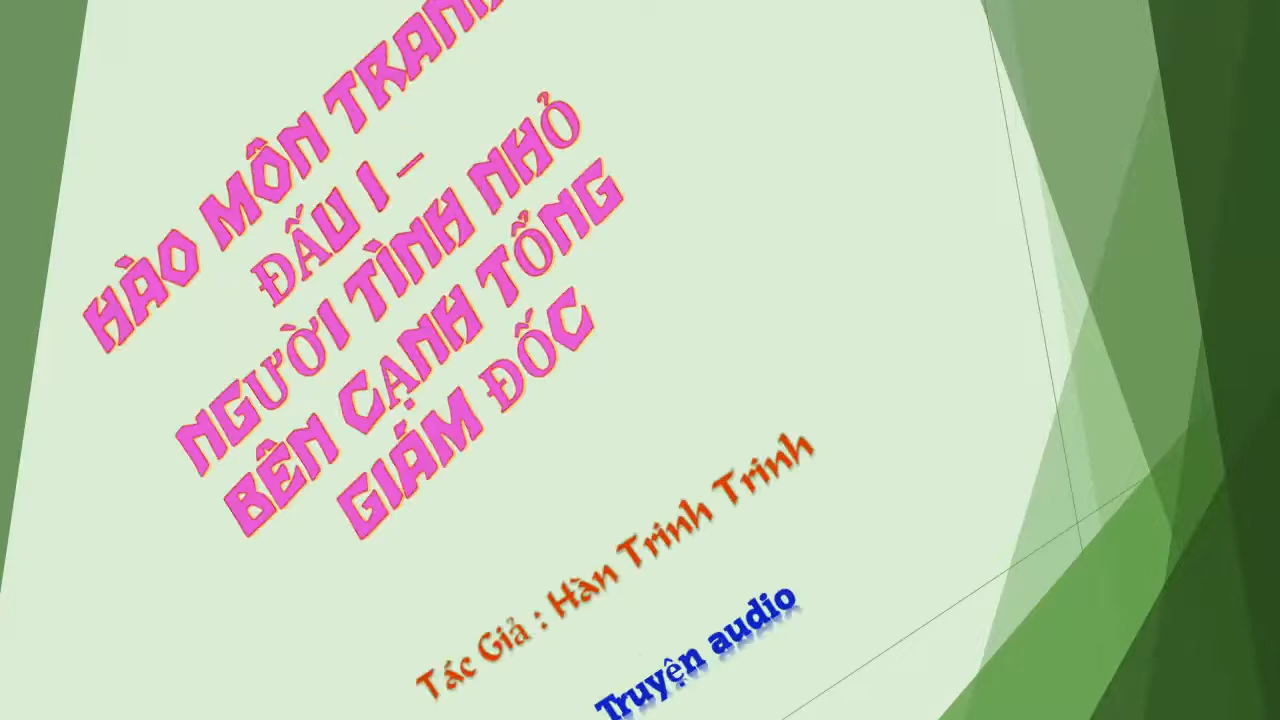 HÀO MÔN TRANH
ĐẤU I –
NGƯỜI TÌNH NHỎ
BÊN CẠNH TỔNG
GIÁM ĐỐC
Tác Giả : Hàn Trinh Trinh
Truyện audio